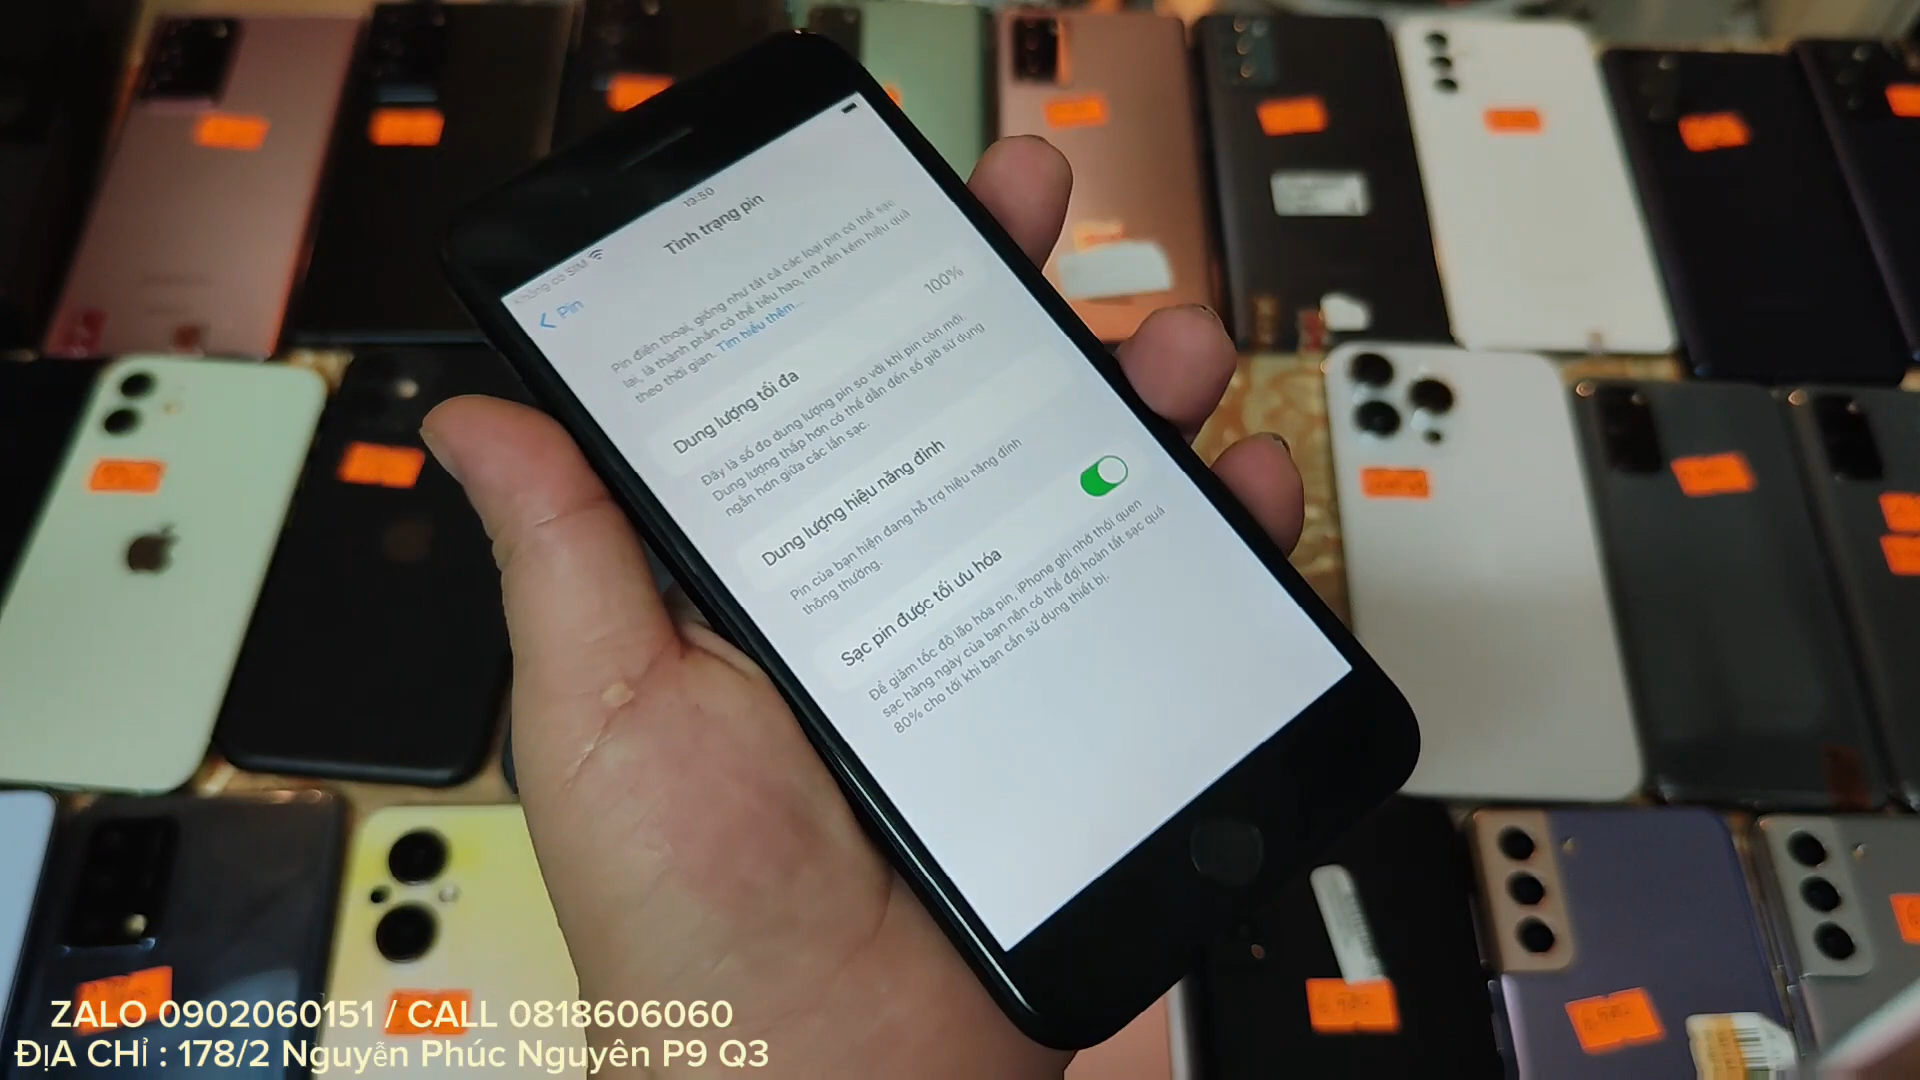 Không có SIM
13:50
Pin
Tình trạng pin
Pin điện thoại, giống như tất cả các loại pin có thể sạc
lại, là thành phần có thể tiêu hao, trở nên kém hiệu quả
theo thời gian. Tìm hiểu thêm...
Dung lượng tối đa 100%
Đây là số đo dung lượng pin so với khi pin còn mới.
Dung lượng thấp hơn có thể dẫn đến số giờ sử dụng
ngắn hơn giữa các lần sạc.
Dung lượng hiệu năng đỉnh
Pin của bạn hiện đang hỗ trợ hiệu năng đỉnh
thông thường.
Sạc pin được tối ưu hóa
Để giảm tốc độ lão hóa pin, iPhone ghi nhớ thói quen
sạc hàng ngày của bạn nên có thể đợi hoàn tất sạc quá
80% cho tới khi bạn cần sử dụng thiết bị.
ZALO 0902060151 / CALL 0818606060
ĐỊA CHỈ : 178/2 Nguyễn Phúc Nguyên P9 Q3